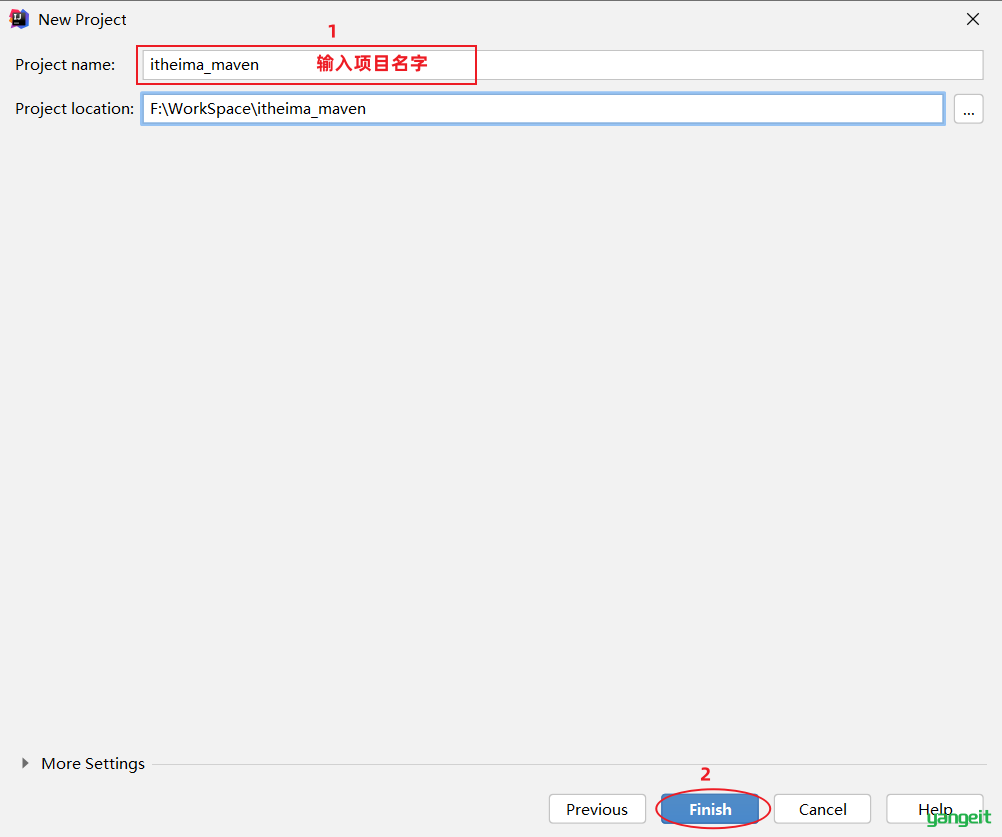 New Project
1
Project name: itheima_maven 输入项目名字
Project location: F:\WorkSpace\itheima_maven ...
More Settings
2
Previous Finish Cancel Help
yangeit